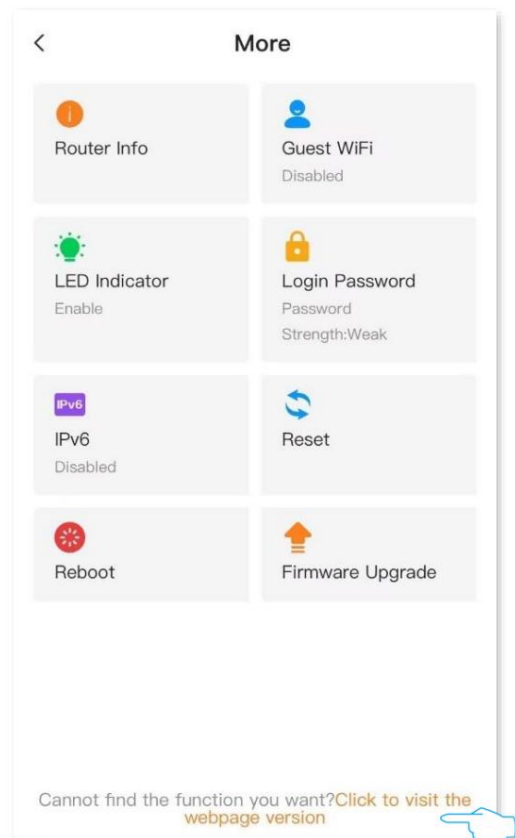 More
Router Info
Guest WiFi
Disabled
LED Indicator
Enable
Login Password
Password
Strength:Weak
IPv6
IPv6
Disabled
Reset
Reboot
Firmware Upgrade
Cannot find the function you want?Click to visit the
webpage version